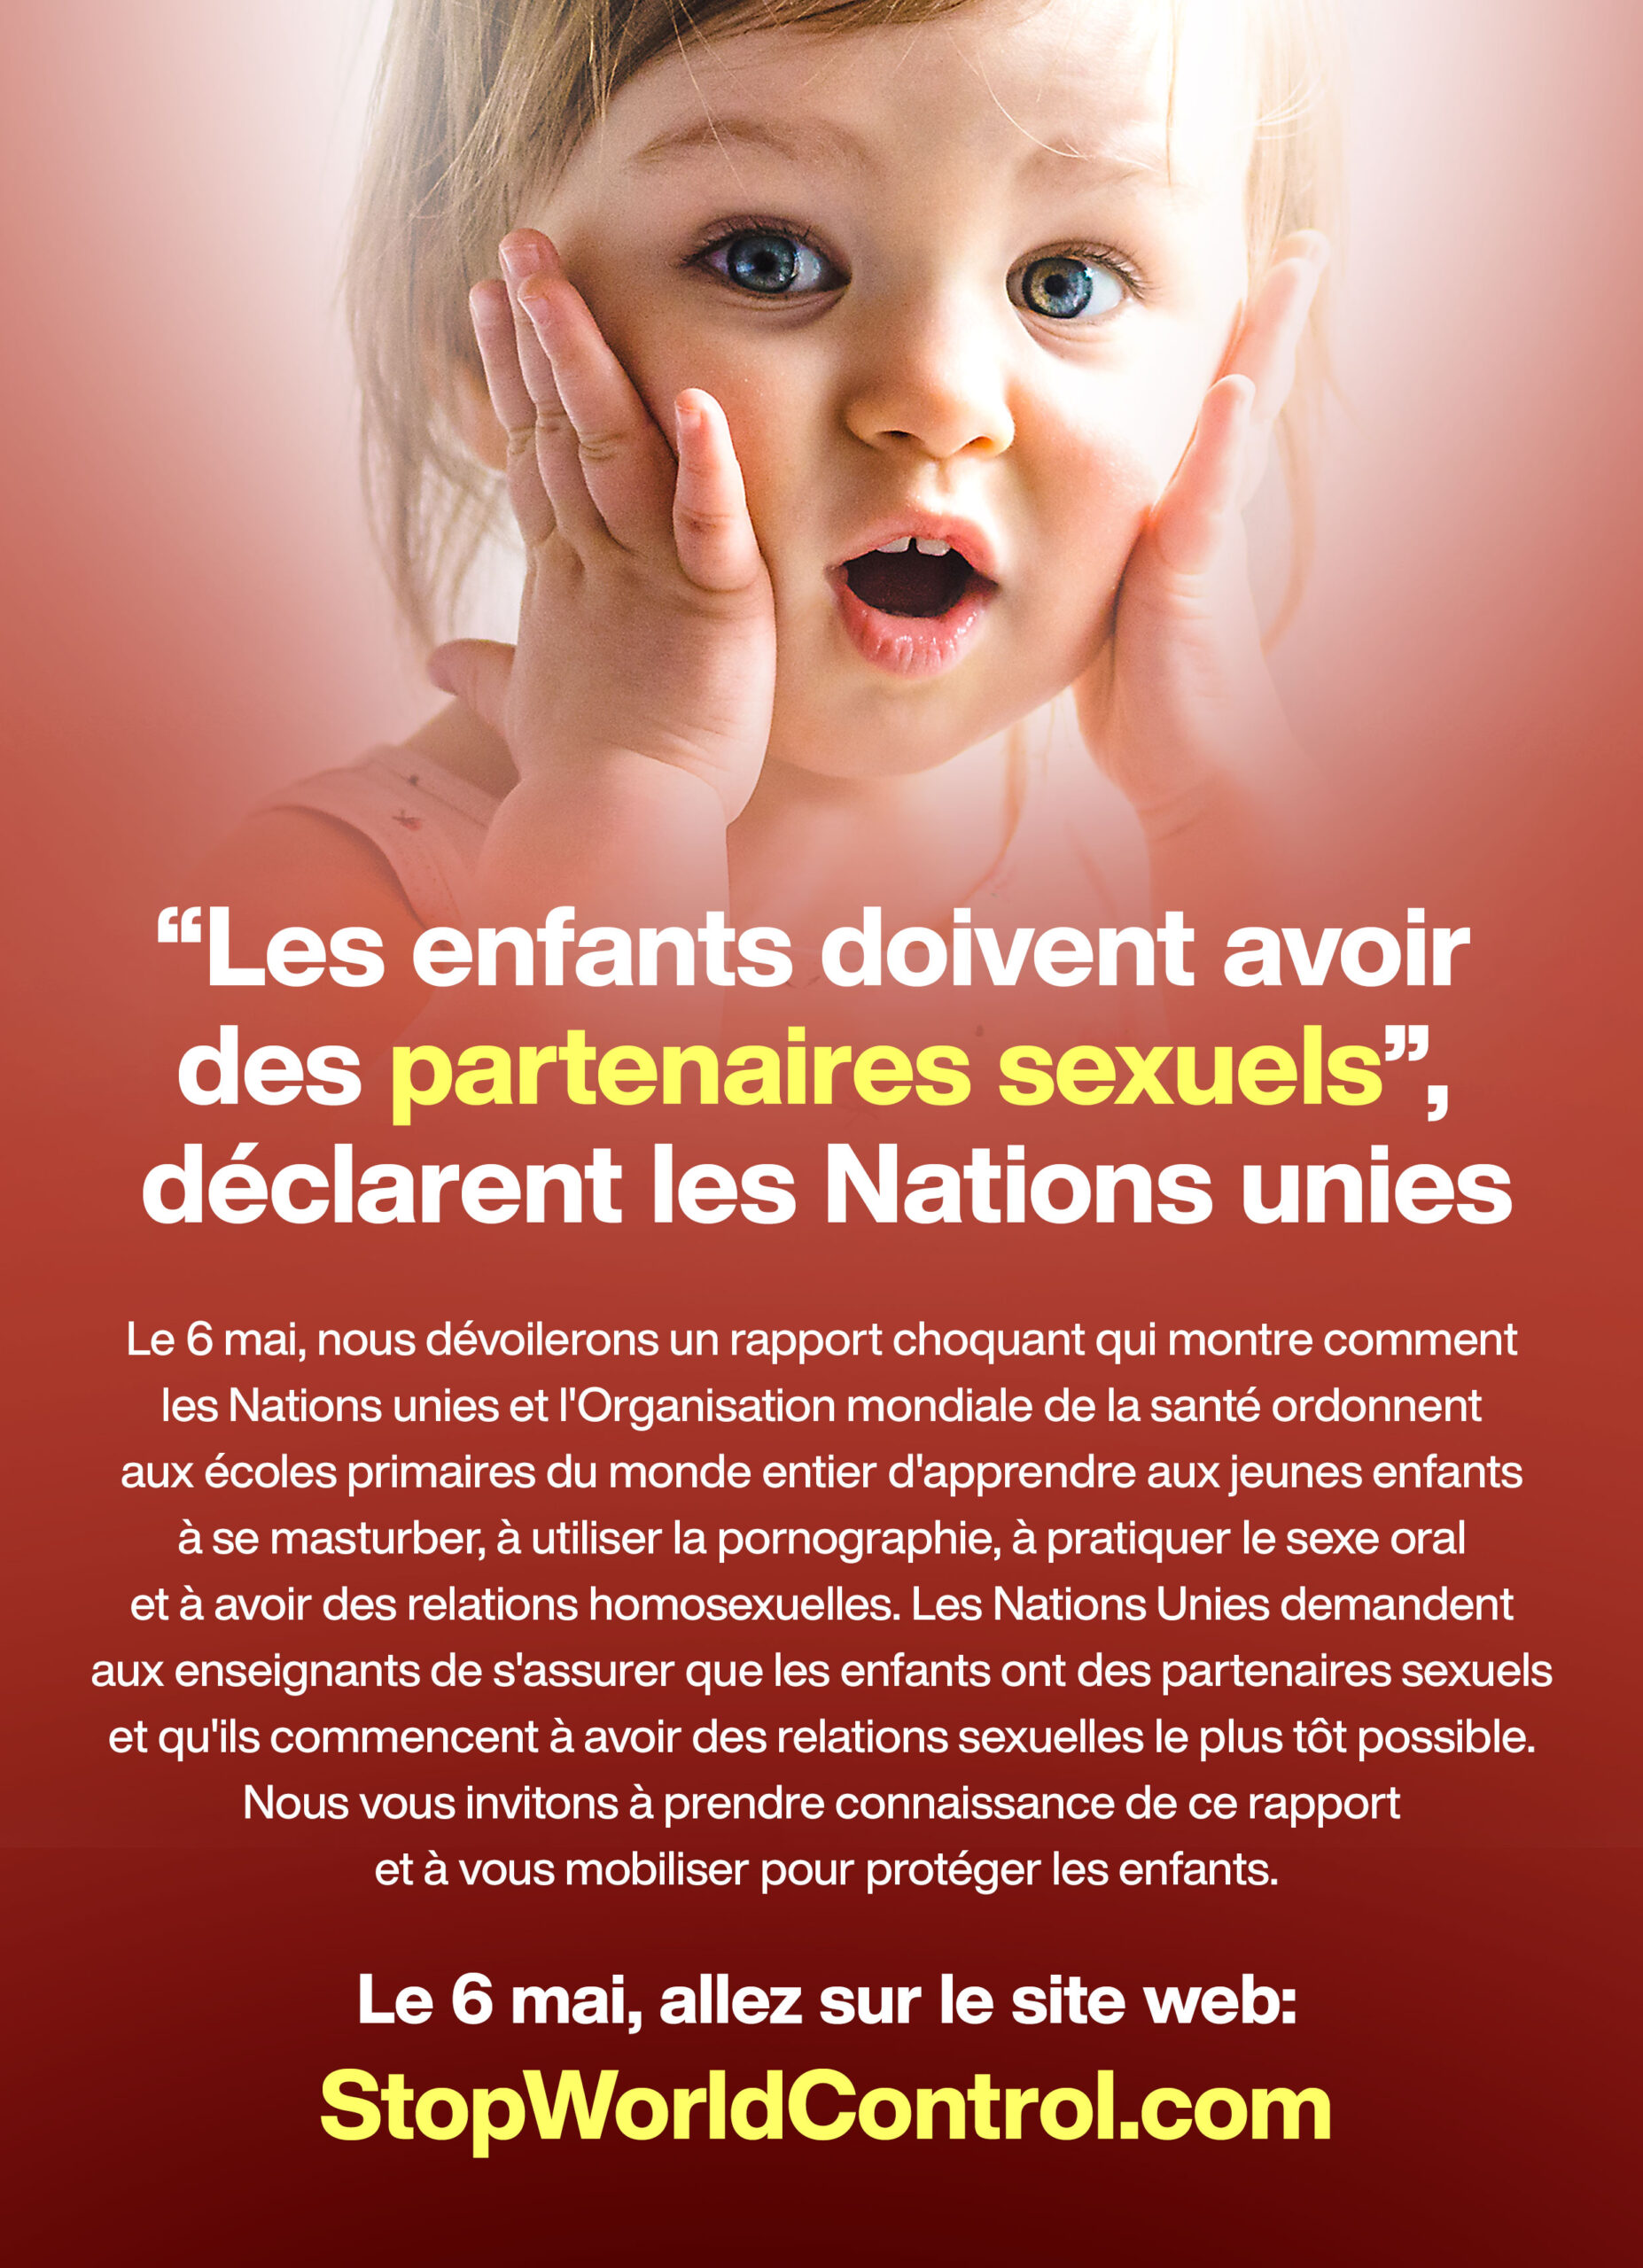 “Les enfants doivent avoir
des partenaires sexuels”,
déclarent les Nations unies
Le 6 mai, nous dévoilerons un rapport choquant qui montre comment
les Nations unies et l'Organisation mondiale de la santé ordonnent
aux écoles primaires du monde entier d'apprendre aux jeunes enfants
à se masturber, à utiliser la pornographie, à pratiquer le sexe oral
et à avoir des relations homosexuelles. Les Nations Unies demandent
aux enseignants de s'assurer que les enfants ont des partenaires sexuels
et qu'ils commencent à avoir des relations sexuelles le plus tôt possible.
Nous vous invitons à prendre connaissance de ce rapport
et à vous mobiliser pour protéger les enfants.
Le 6 mai, allez sur le site web:
StopWorldControl.com